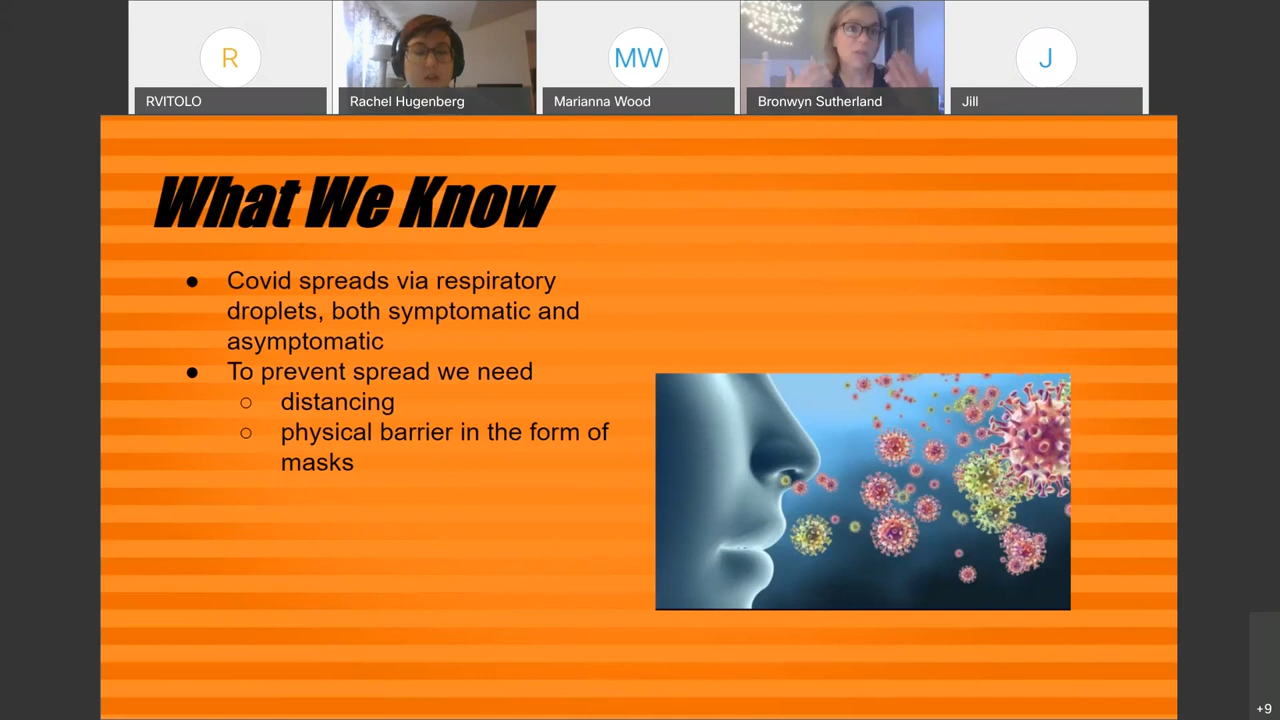 R
MW
J
RVITOLO
Rachel Hugenberg
Marianna Wood
Bronwyn Sutherland
Jill
What We Know
● Covid spreads via respiratory
droplets, both symptomatic and
asymptomatic
● To prevent spread we need
○ distancing
○ physical barrier in the form of
masks
+9